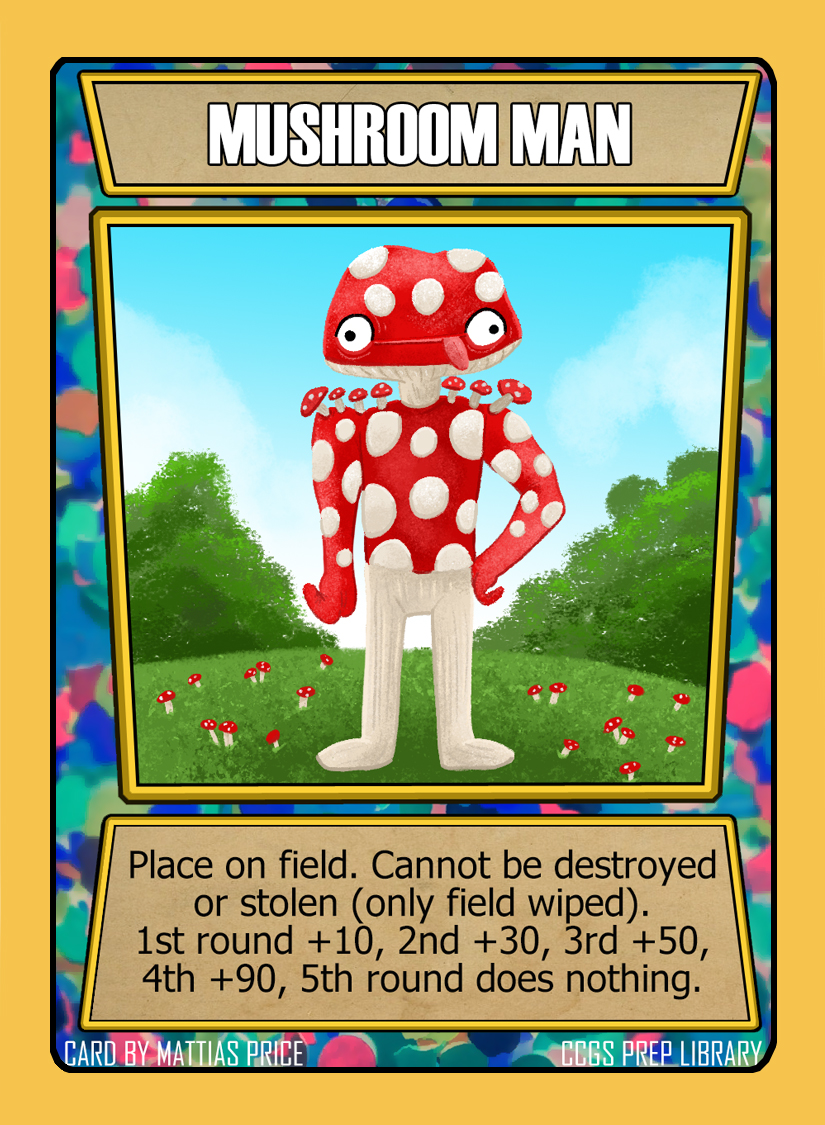 MUSHROOM MAN
Place on field. Cannot be destroyed
or stolen (only field wiped).
1st round +10, 2nd +30, 3rd +50,
4th +90, 5th round does nothing.
CARD BY MATTIAS PRICE
CCGS PREP LIBRARY